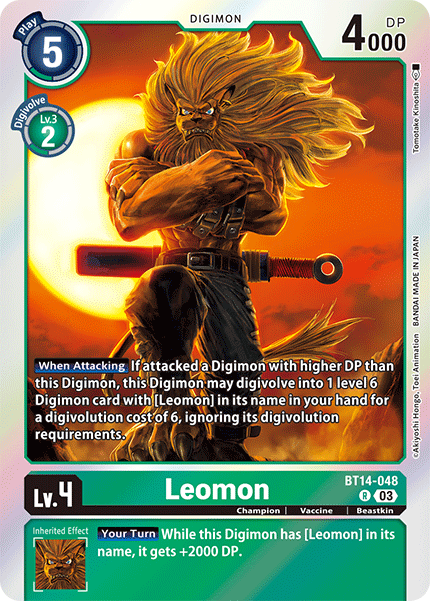 Play
5
DIGIMON
DP
4000
Digivolve
Lv.3
2
Tomotake Kinoshita
©Akiyoshi Hongo, Toei Animation BANDAI MADE IN JAPAN
When Attacking If attacked a Digimon with higher DP than
this Digimon, this Digimon may digivolve into 1 level 6
Digimon card with [Leomon] in its name in your hand for
a digivolution cost of 6, ignoring its digivolution
requirements.
BT14-048
Lv.4
Leomon
R 03
Champion | Vaccine | Beastkin
Inherited Effect
Your Turn While this Digimon has [Leomon] in its
name, it gets +2000 DP.